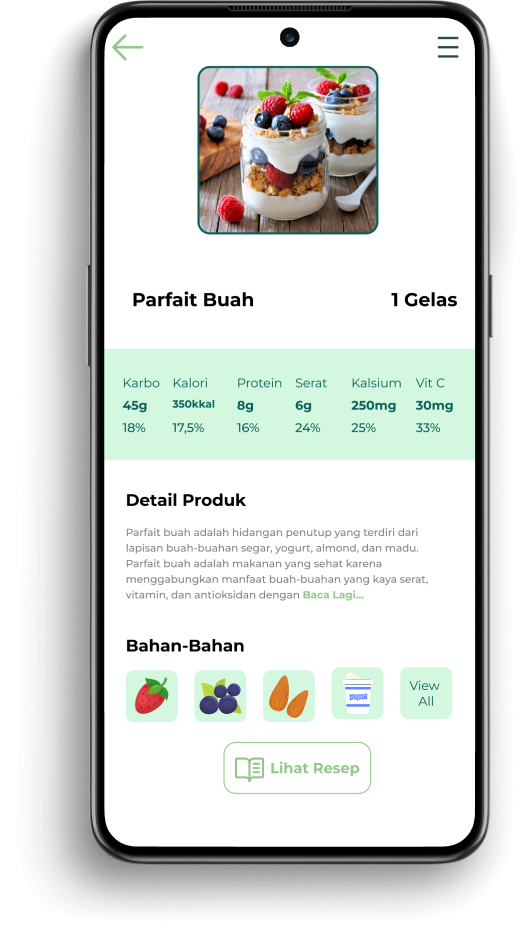 Parfait Buah 1 Gelas
Karbo Kalori Protein Serat Kalsium Vit C
45g 350kkal 8g 6g 250mg 30mg
18% 17,5% 16% 24% 25% 33%
Detail Produk
Parfait buah adalah hidangan penutup yang terdiri dari
lapisan buah-buahan segar, yogurt, almond, dan madu.
Parfait buah adalah makanan yang sehat karena
menggabungkan manfaat buah-buahan yang kaya serat,
vitamin, dan antioksidan dengan Baca Lagi...
Bahan-Bahan
View
All
Lihat Resep